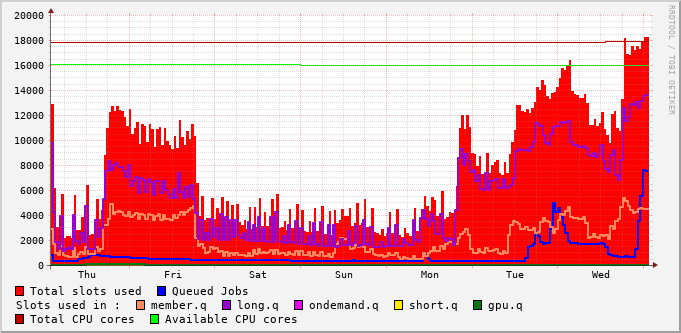 20000
18000
16000
14000
12000
10000
8000
6000
4000
2000
0
Thu Fri Sat Sun Mon Tue Wed
RRDTOOL / TOBI OETIKER
Total slots used Queued Jobs
Slots used in : member.q long.q ondemand.q short.q gpu.q
Total CPU cores Available CPU cores